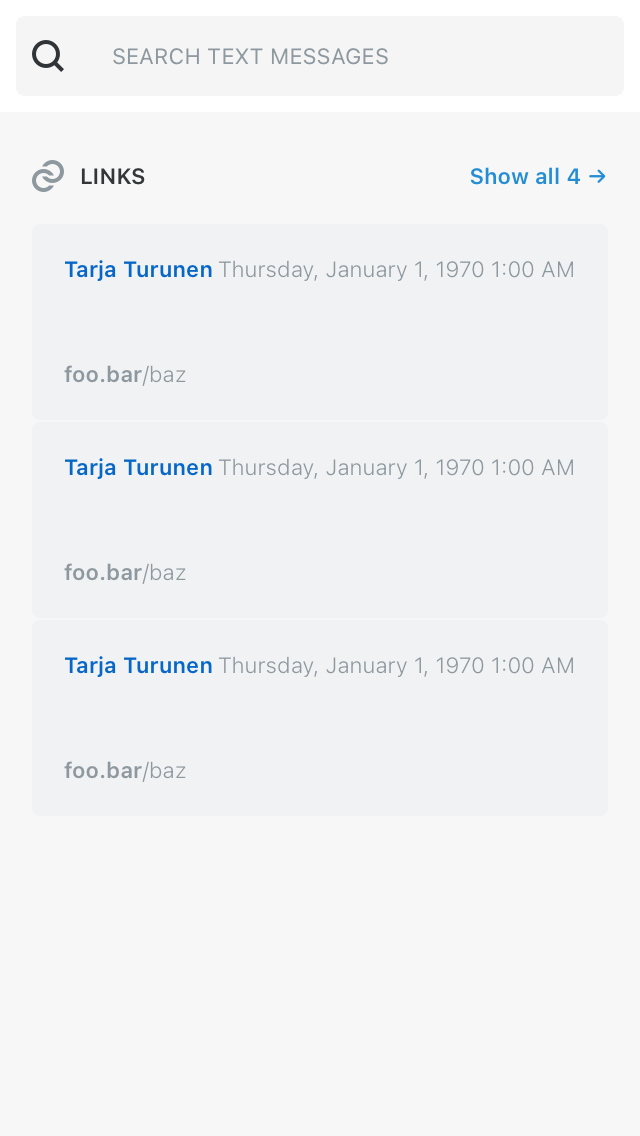 SEARCH TEXT MESSAGES
LINKS
Show all 4 →
Tarja Turunen Thursday, January 1, 1970 1:00 AM
foo.bar/baz
Tarja Turunen Thursday, January 1, 1970 1:00 AM
foo.bar/baz
Tarja Turunen Thursday, January 1, 1970 1:00 AM
foo.bar/baz